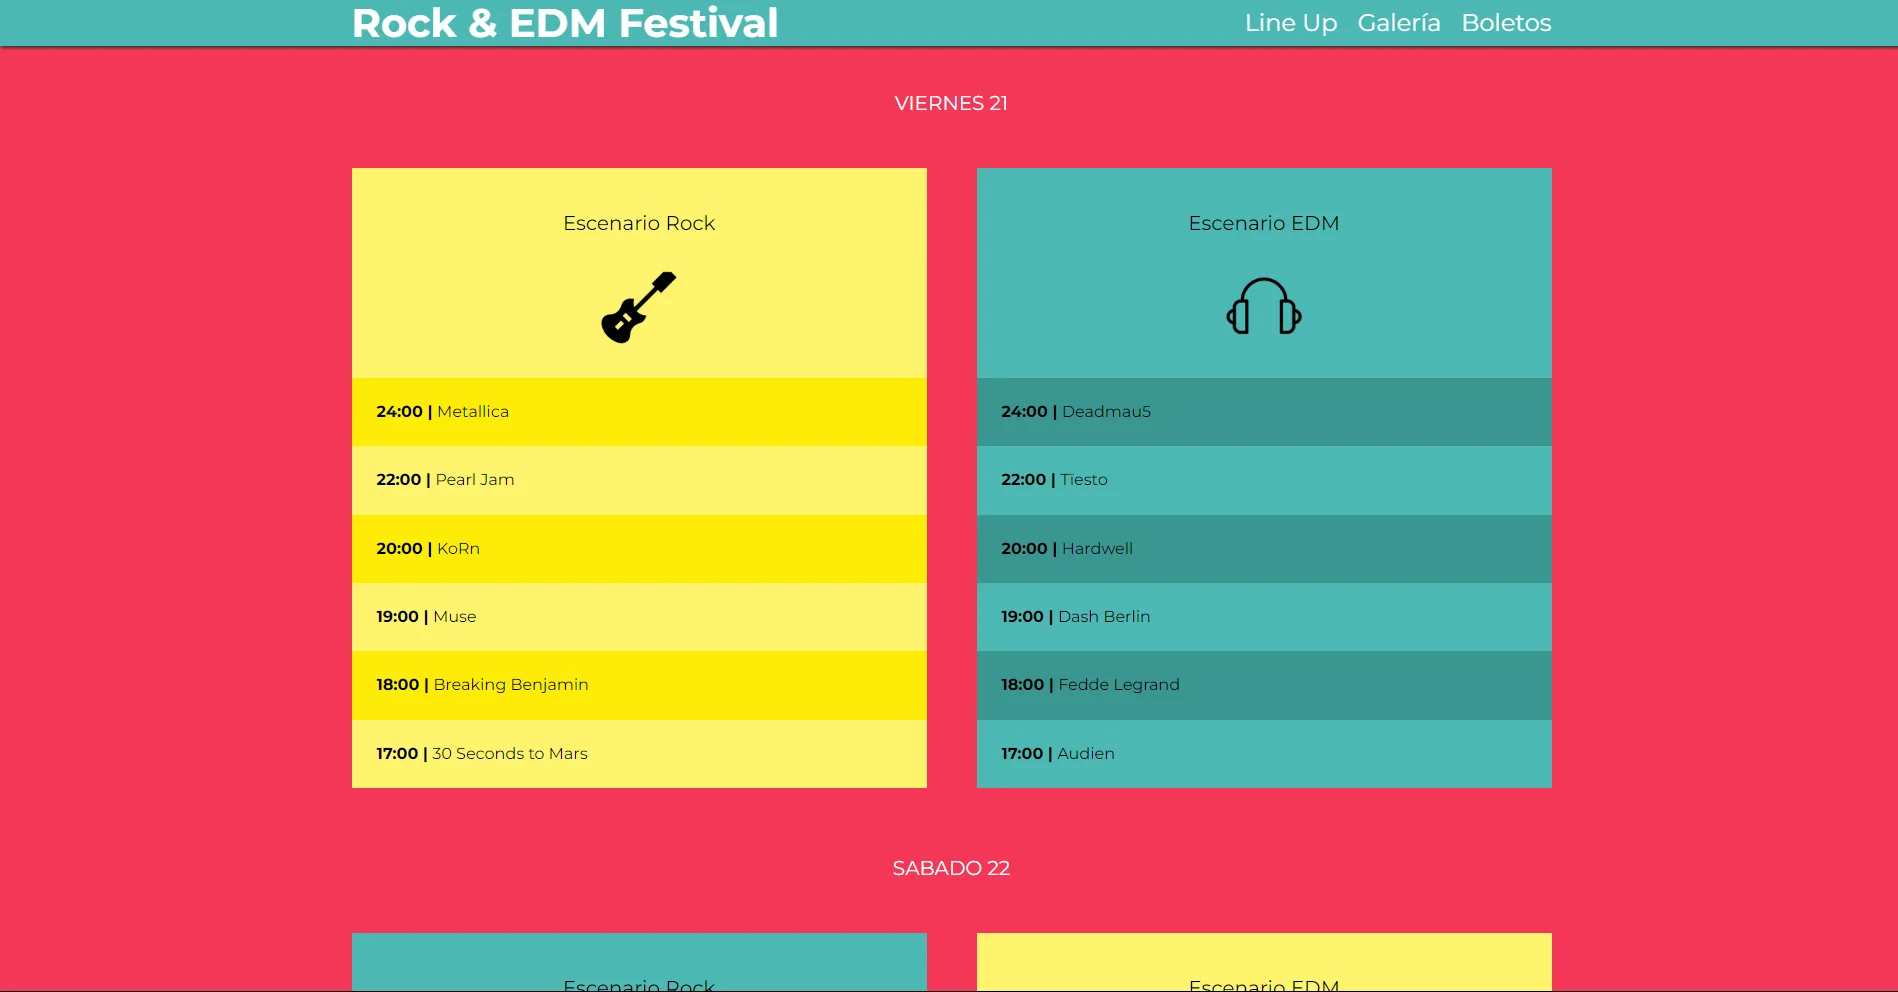 Rock & EDM Festival
Line Up Galería Boletos
VIERNES 21
Escenario Rock
24:00 | Metallica
22:00 | Pearl Jam
20:00 | KoRn
19:00 | Muse
18:00 | Breaking Benjamin
17:00 | 30 Seconds to Mars
Escenario EDM
24:00 | Deadmau5
22:00 | Tiesto
20:00 | Hardwell
19:00 | Dash Berlin
18:00 | Fedde Legrand
17:00 | Audien
SABADO 22
Escenario Rock
Escenario EDM